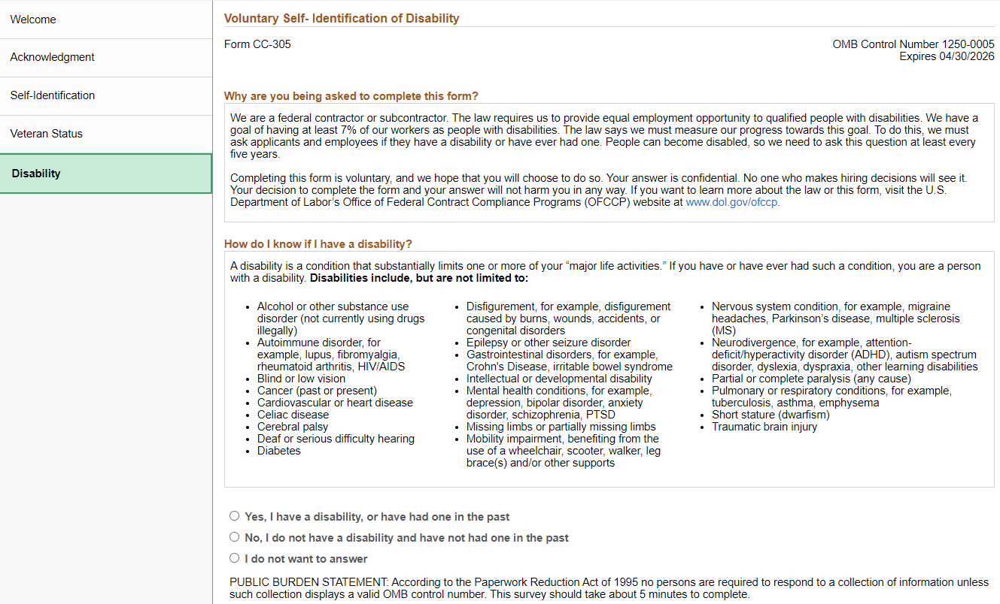 Welcome
Acknowledgment
Self-Identification
Veteran Status
Disability
Voluntary Self- Identification of Disability
Form CC-305
OMB Control Number 1250-0005
Expires 04/30/2026
Why are you being asked to complete this form?
We are a federal contractor or subcontractor. The law requires us to provide equal employment opportunity to qualified people with disabilities. We have a
goal of having at least 7% of our workers as people with disabilities. The law says we must measure our progress towards this goal. To do this, we must
ask applicants and employees if they have a disability or have ever had one. People can become disabled, so we need to ask this question at least every
five years.
Completing this form is voluntary, and we hope that you will choose to do so. Your answer is confidential. No one who makes hiring decisions will see it.
Your decision to complete the form and your answer will not harm you in any way. If you want to learn more about the law or this form, visit the U.S.
Department of Labor's Office of Federal Contract Compliance Programs (OFCCP) website at www.dol.gov/ofccp.
How do I know if I have a disability?
A disability is a condition that substantially limits one or more of your “major life activities.” If you have or have ever had such a condition, you are a person
with a disability. Disabilities include, but are not limited to:
• Alcohol or other substance use
disorder (not currently using drugs
illegally)
• Autoimmune disorder, for
example, lupus, fibromyalgia,
rheumatoid arthritis, HIV/AIDS
• Blind or low vision
• Cancer (past or present)
• Cardiovascular or heart disease
• Celiac disease
• Cerebral palsy
• Deaf or serious difficulty hearing
• Diabetes
• Disfigurement, for example, disfigurement
caused by burns, wounds, accidents, or
congenital disorders
• Epilepsy or other seizure disorder
• Gastrointestinal disorders, for example,
Crohn's Disease, irritable bowel syndrome
• Intellectual or developmental disability
• Mental health conditions, for example,
depression, bipolar disorder, anxiety
disorder, schizophrenia, PTSD
• Missing limbs or partially missing limbs
• Mobility impairment, benefiting from the
use of a wheelchair, scooter, walker, leg
brace(s) and/or other supports
• Nervous system condition, for example, migraine
headaches, Parkinson's disease, multiple sclerosis
(MS)
• Neurodivergence, for example, attention-
deficit/hyperactivity disorder (ADHD), autism spectrum
disorder, dyslexia, dyspraxia, other learning disabilities
• Partial or complete paralysis (any cause)
• Pulmonary or respiratory conditions, for example,
tuberculosis, asthma, emphysema
• Short stature (dwarfism)
• Traumatic brain injury
Yes, I have a disability, or have had one in the past
No, I do not have a disability and have not had one in the past
I do not want to answer
PUBLIC BURDEN STATEMENT: According to the Paperwork Reduction Act of 1995 no persons are required to respond to a collection of information unless
such collection displays a valid OMB control number. This survey should take about 5 minutes to complete.